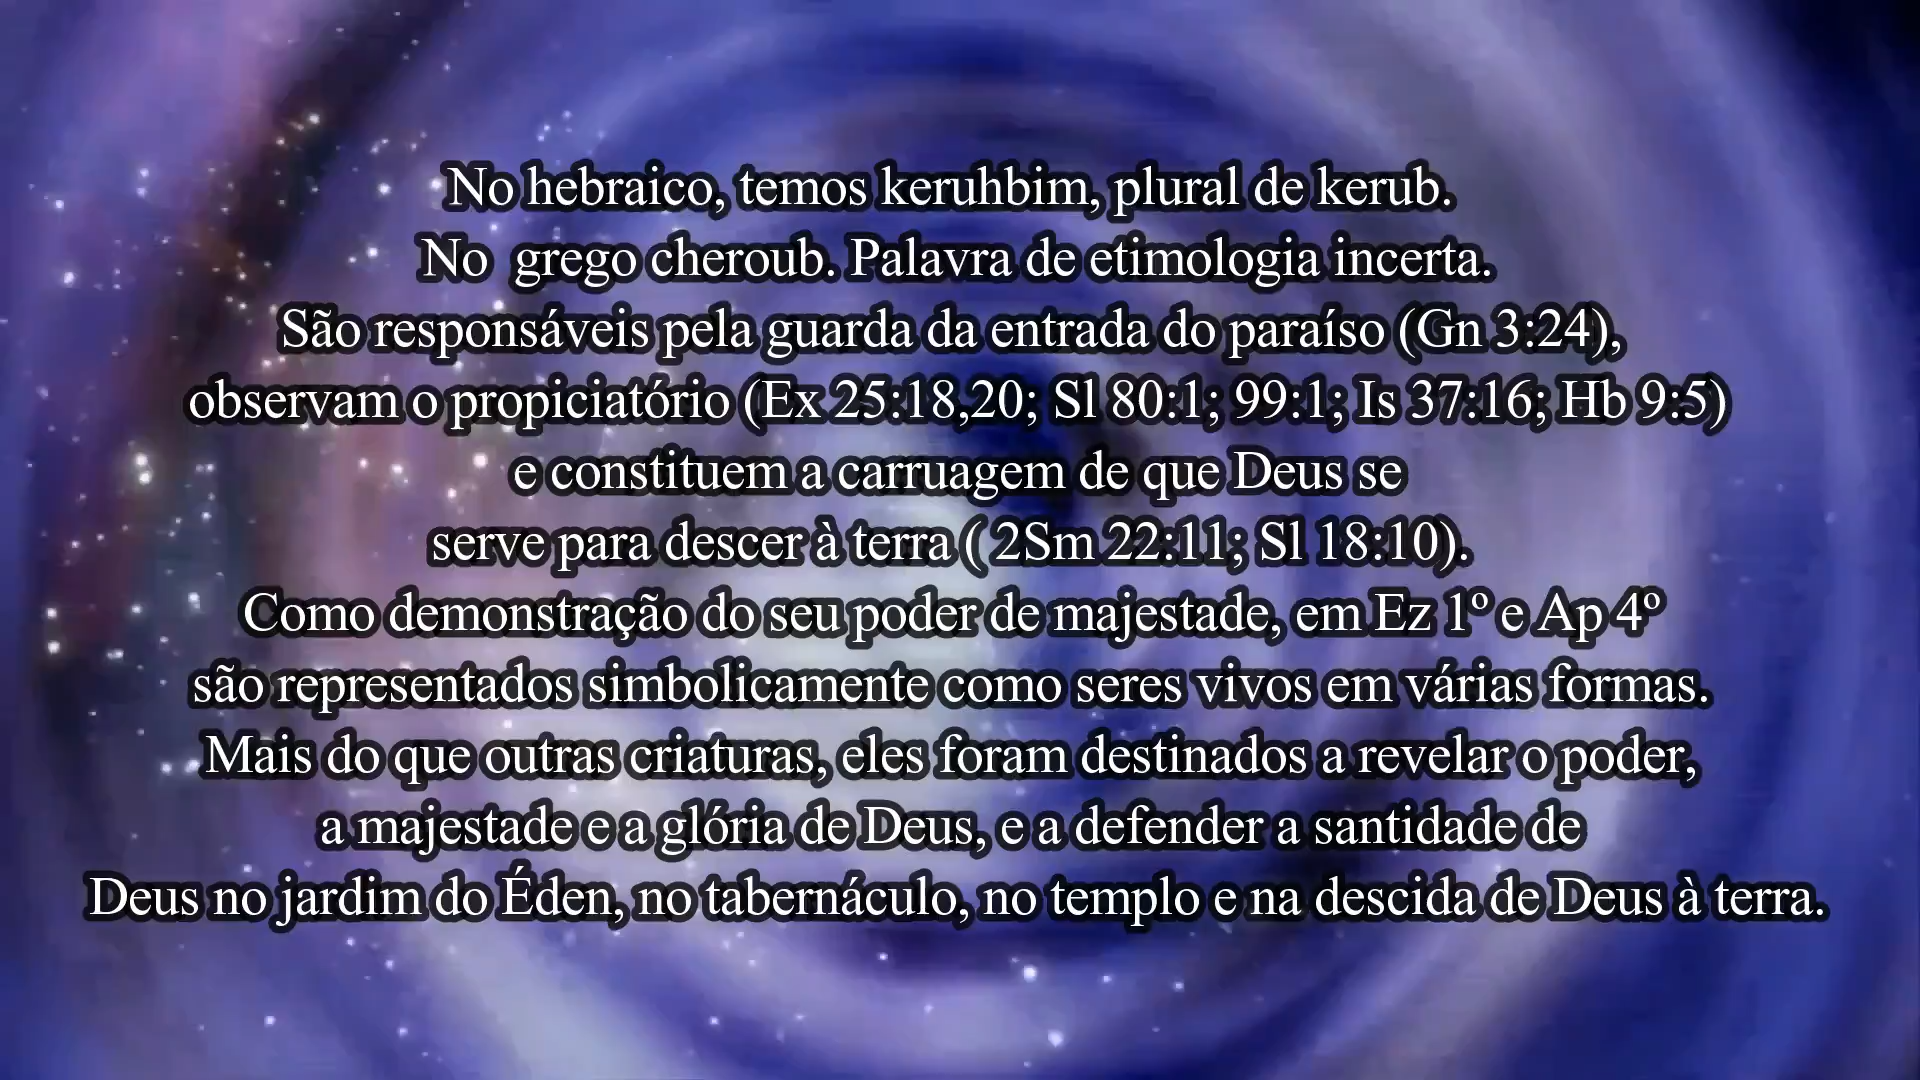 No hebraico, temos keruhbim, plural de kerub.
No grego cheroub. Palavra de etimologia incerta.
São responsáveis pela guarda da entrada do paraíso (Gn 3:24),
observam o propiciatório (Ex 25:18,20; Sl 80:1; 99:1; Is 37:16; Hb 9:5)
e constituem a carruagem de que Deus se
serve para descer à terra ( 2Sm 22:11; Sl 18:10).
Como demonstração do seu poder de majestade, em Ez 1º e Ap 4º
são representados simbolicamente como seres vivos em várias formas.
Mais do que outras criaturas, eles foram destinados a revelar o poder,
a majestade e a glória de Deus, e a defender a santidade de
Deus no jardim do Éden, no tabernáculo, no templo e na descida de Deus à terra.